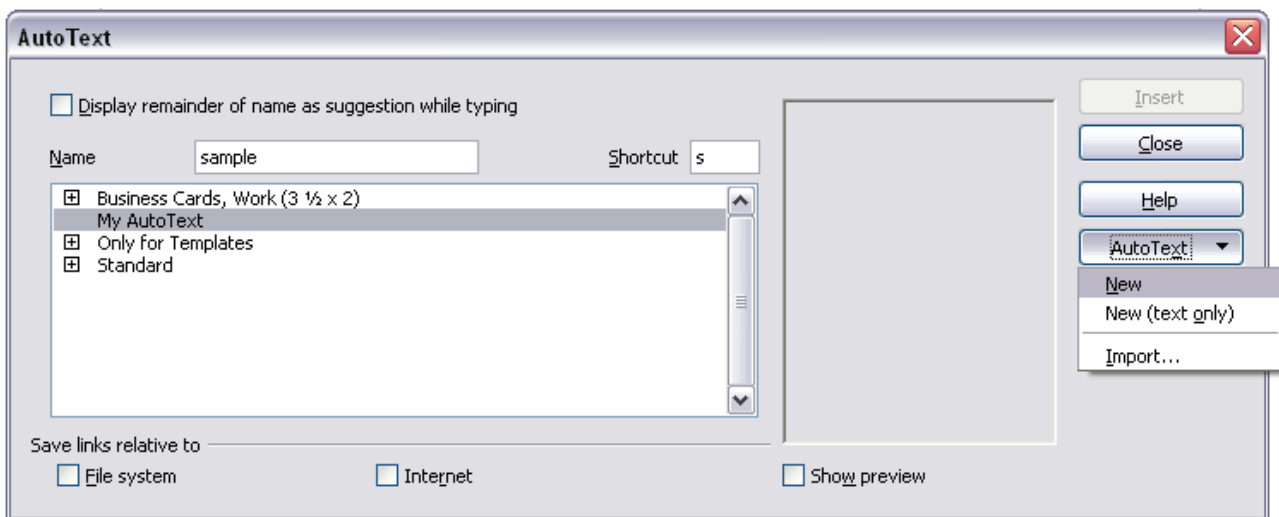 AutoText
Display remainder of name as suggestion while typing
Insert
Name sample Shortcut s
Close
Business Cards, Work (3 ½ x 2)
My AutoText
Only for Templates
Standard
Help
AutoText
New
New (text only)
Import...
Save links relative to
File system Internet Show preview